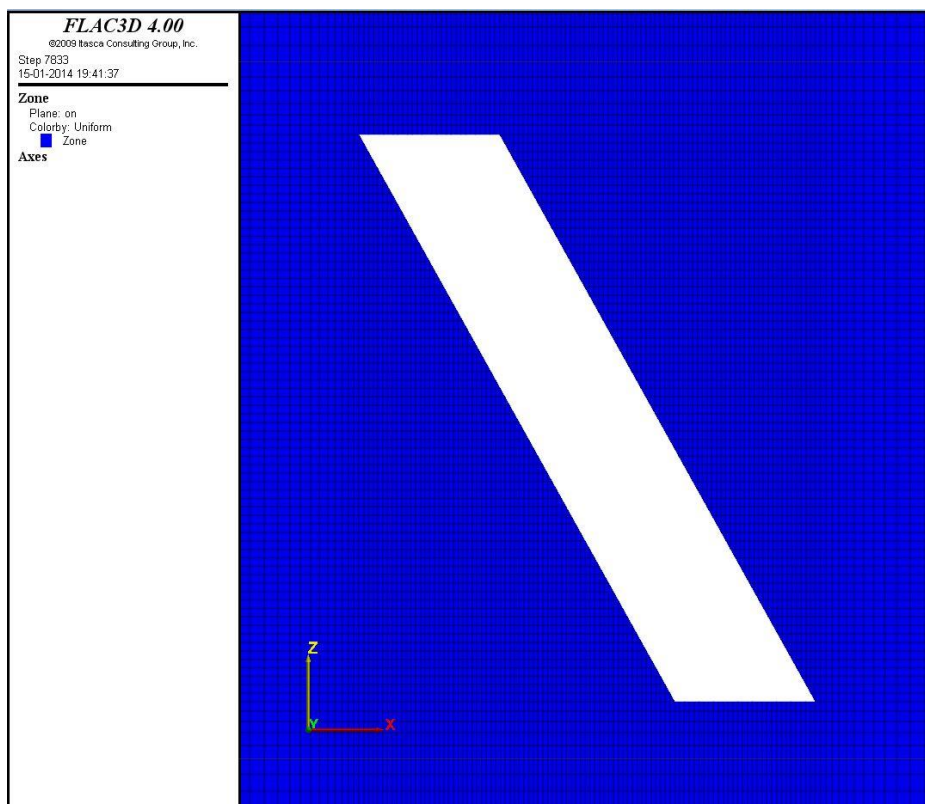 FLAC3D 4.00
©2009 Itasca Consulting Group, Inc.
Step 7833
15-01-2014 19:41:37
Zone
Plane: on
Colorby: Uniform
Zone
Axes
Z
Y
X